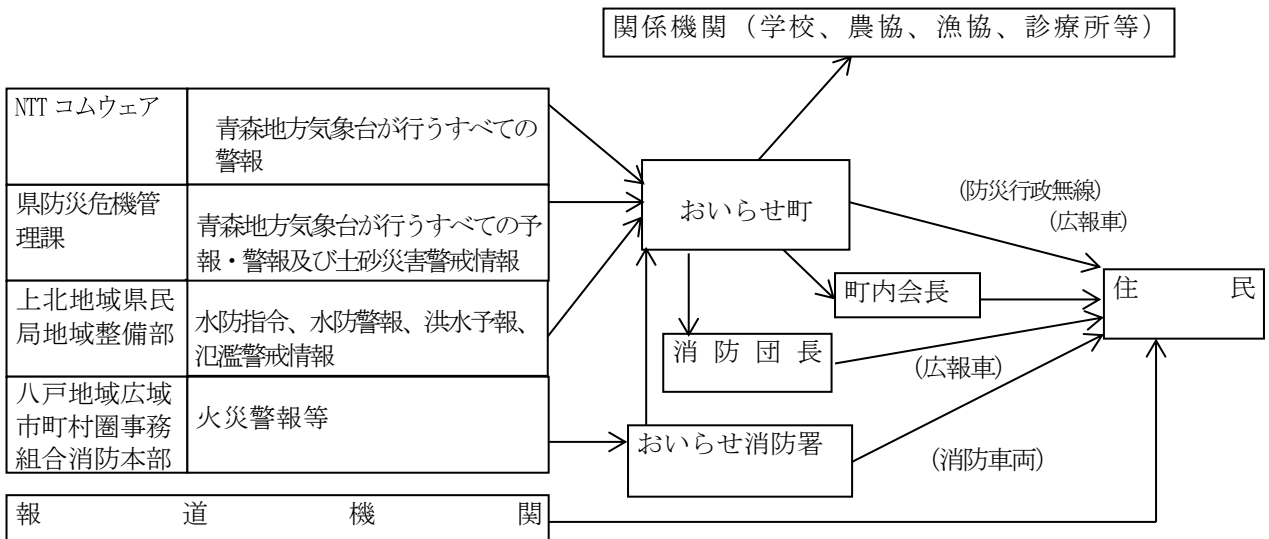 関係機関（学校、農協、漁協、診療所等）
NTT コムウェア
青森地方気象台が行うすべての
警報
県防災危機管
理課
青森地方気象台が行うすべての予
報・警報及び土砂災害警戒情報
上北地域県民
局地域整備部
水防指令、水防警報、洪水予報、
氾濫警戒情報
八戸地域広域
市町村圏事務
組合消防本部
火災警報等
報道機関
おいらせ町
(防災行政無線)
(広報車)
町内会長
住民
消防団長
(広報車)
おいらせ消防署
(消防車両)